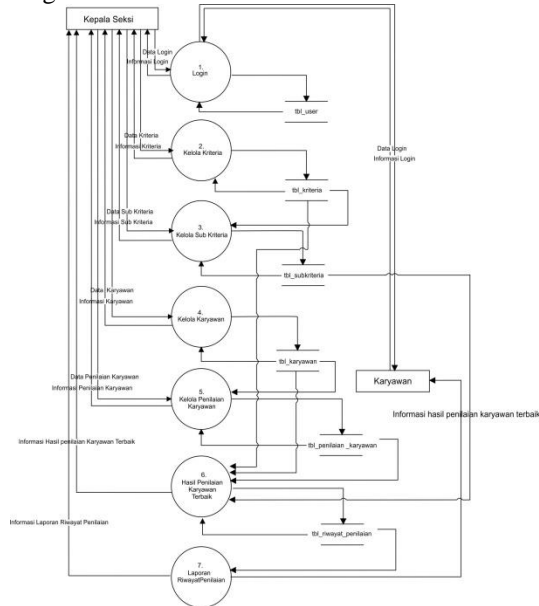 Kepala Seksi
Data Login
Informasi Login
1.
Login
tbl_user
Data Kriteria
Informasi Kriteria
2.
Kelola Kriteria
tbl_kriteria
Data Login
Informasi Login
Data Sub Kriteria
Informasi Sub Kriteria
3.
Kelola Sub Kriteria
tbl_subkriteria
Data Karyawan
Informasi Karyawan
4.
Kelola Karyawan
tbl_karyawan
Karyawan
Data Penilaian Karyawan
Informasi Penilaian Karyawan
5.
Kelola Penilaian
Karyawan
Informasi hasil penilaian karyawan terbaik
tbl_penilaian _karyawan
Informasi Hasil penilaian Karyawan Terbaik
6.
Hasil Penilaian
Karyawan
Terbaik
tbl_riwayat_penilaian
Informasi Laporan Riwayat Penilaian
7.
Laporan
RiwayatPenilaian